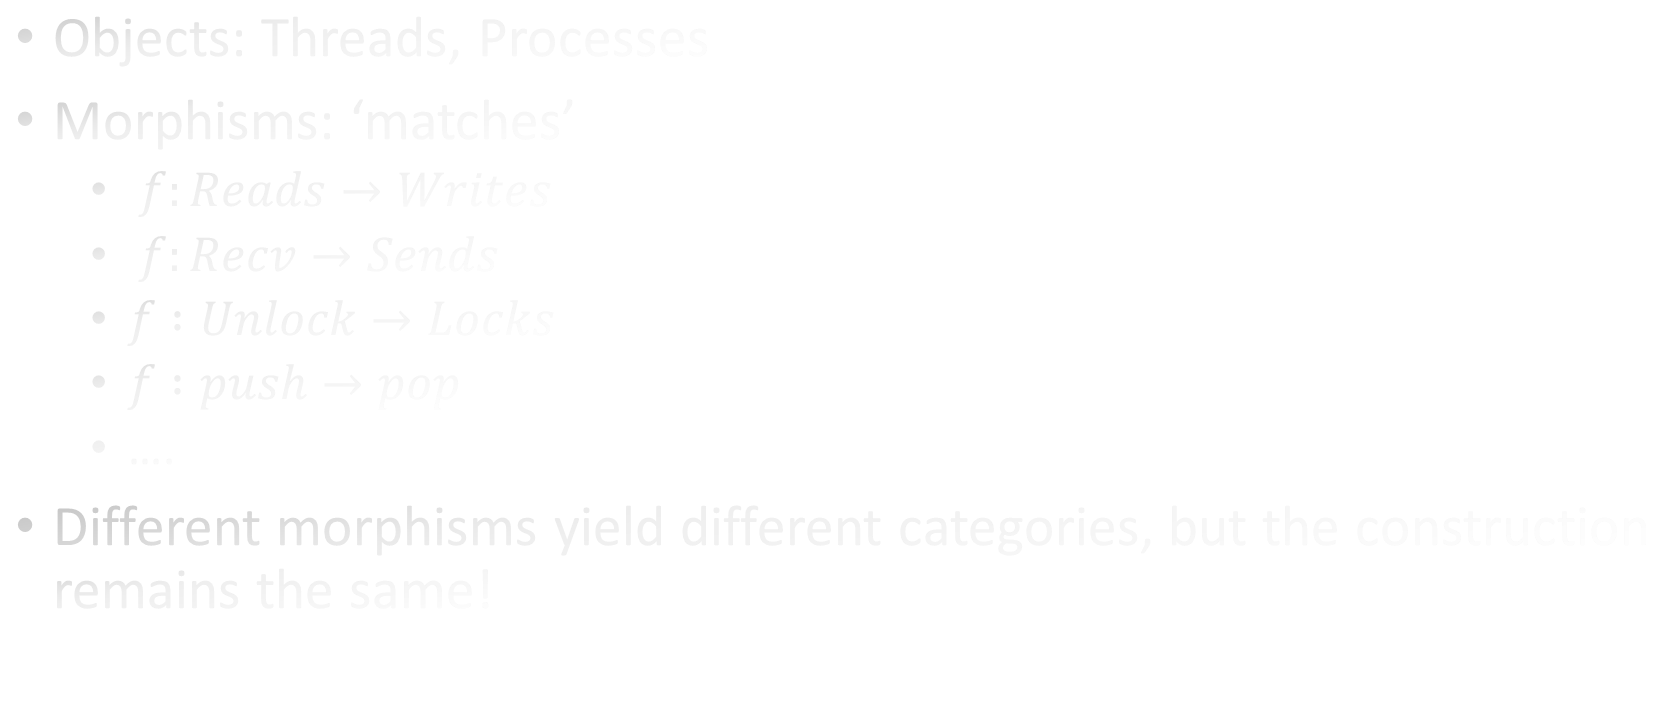 • Objects: Threads, Processes
• Morphisms: ‘matches’
• f: Reads → Writes
• f: Recv → Sends
• f : Unlock → Locks
• f : push → pop
• ....
• Different morphisms yield different categories, but the construction
remains the same!